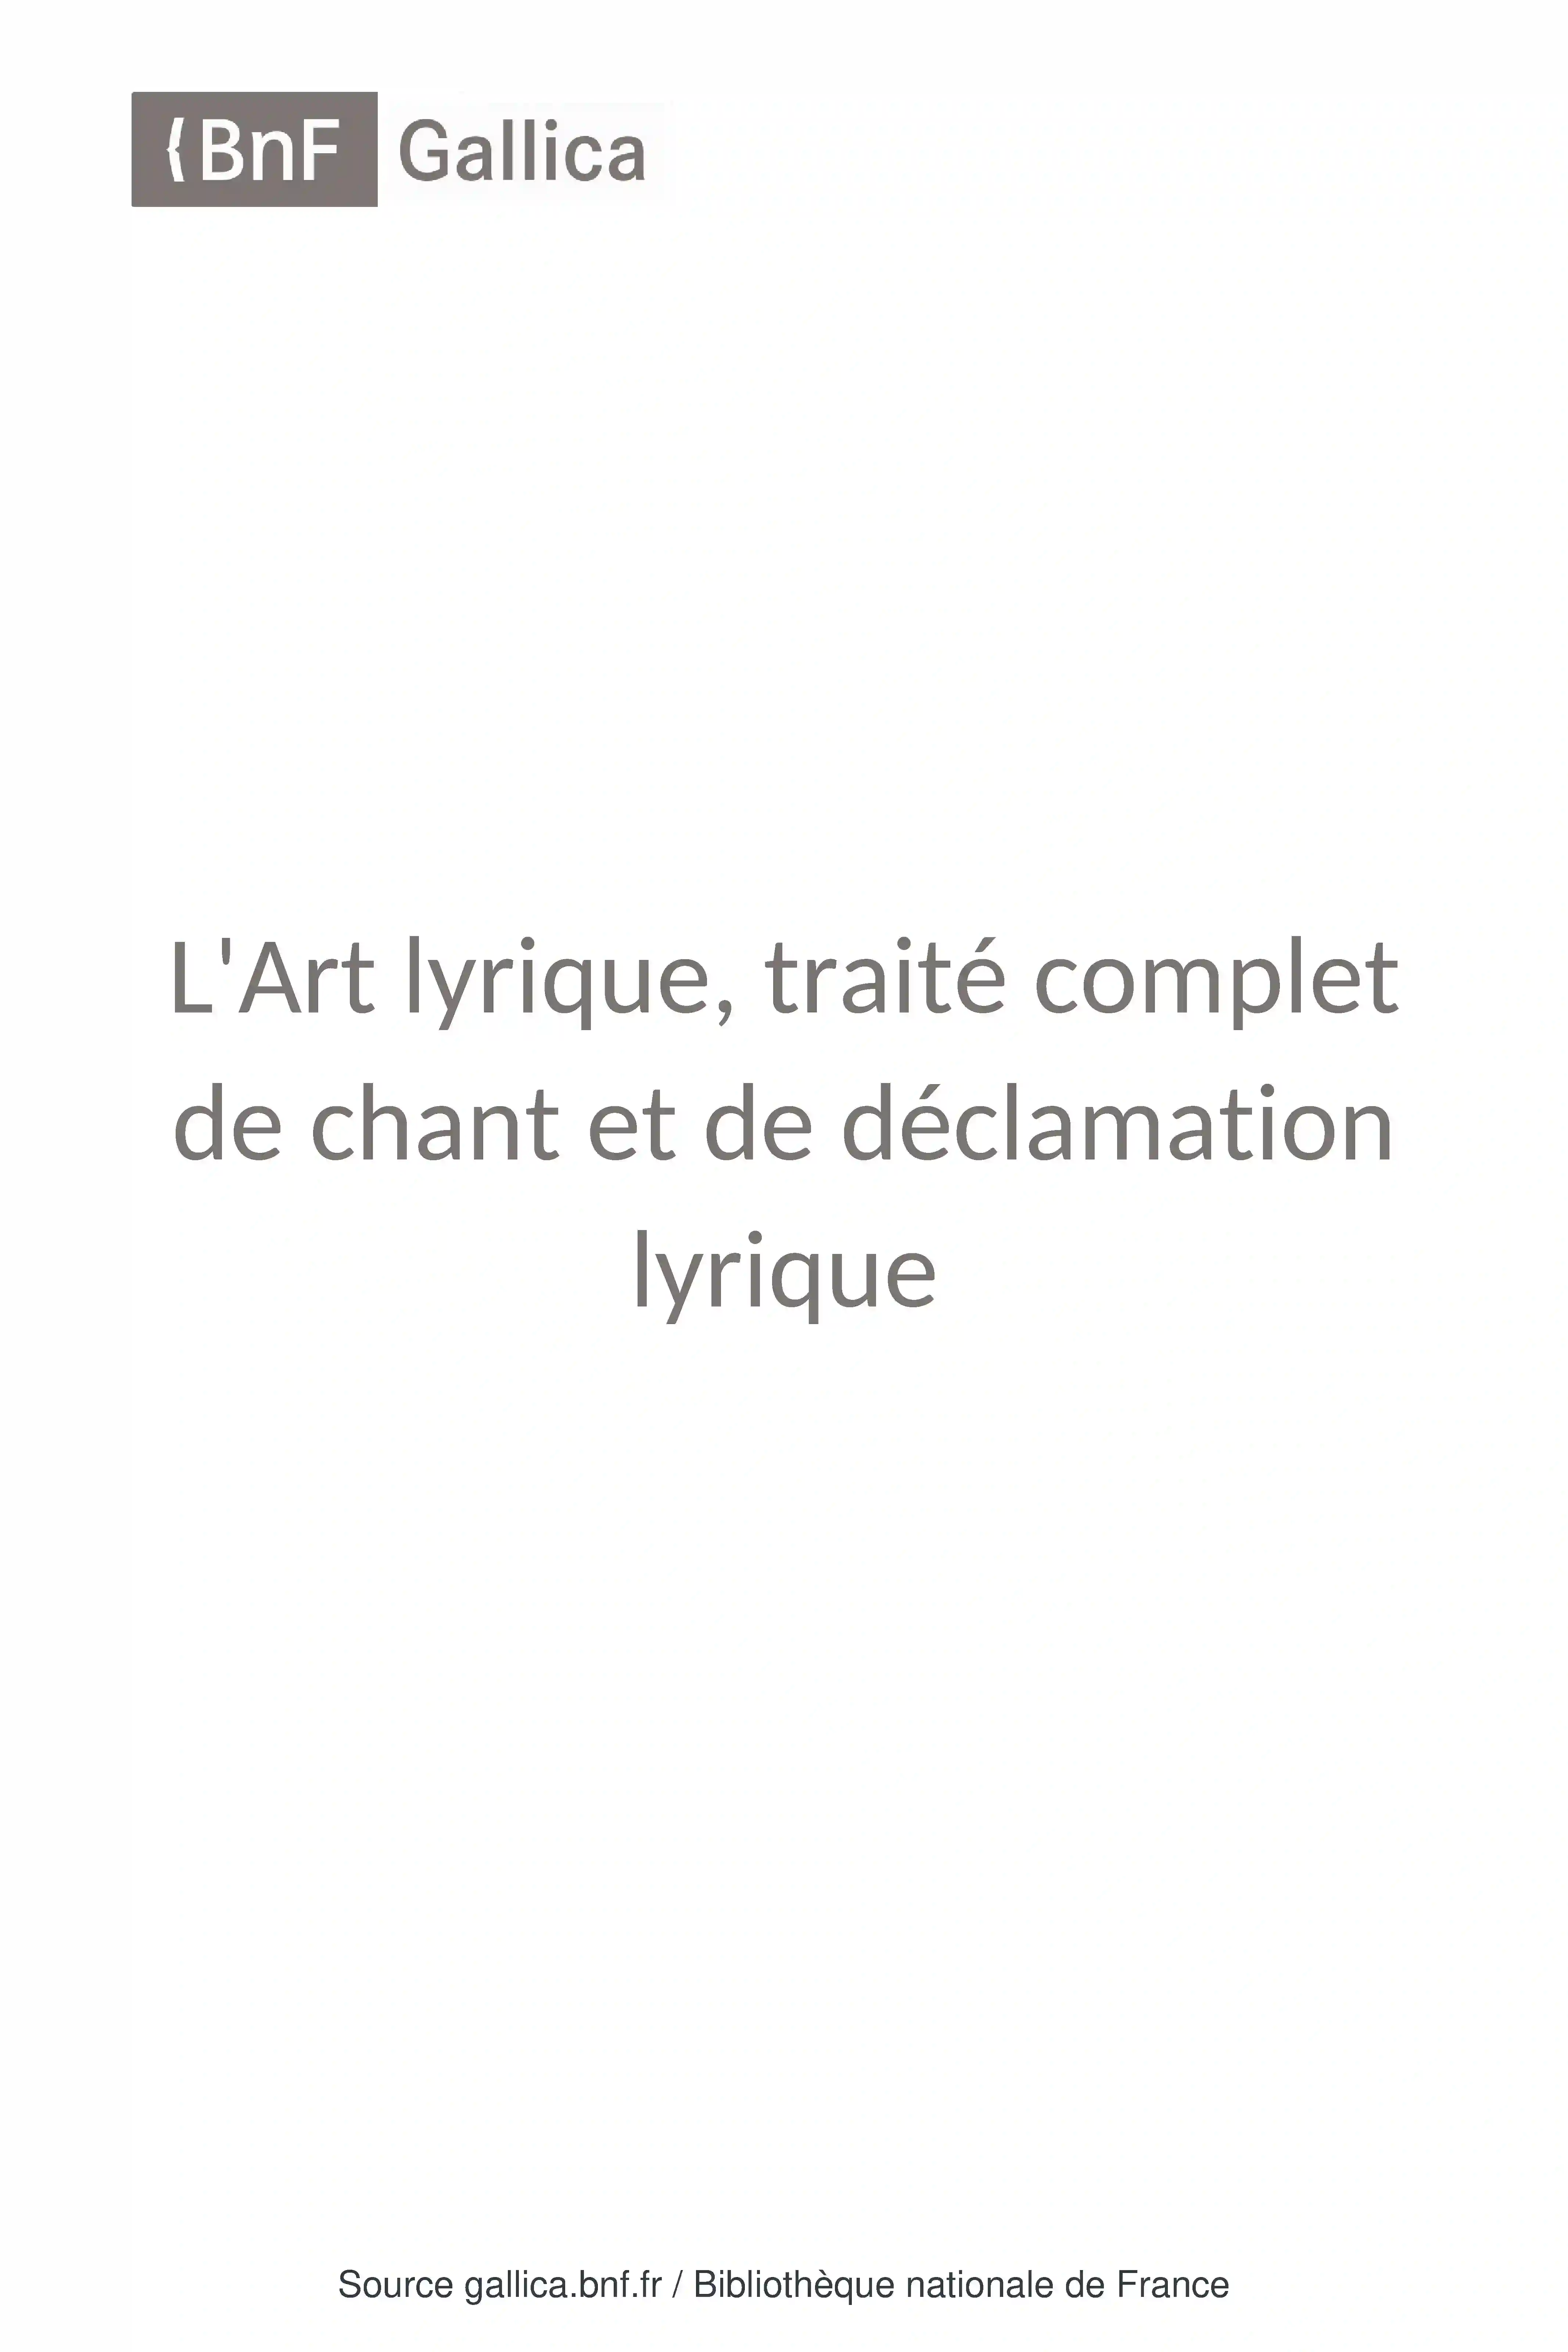 {BnF Gallica
L'Art lyrique, traité complet
de chant et de déclamation
lyrique
Source gallica.bnf.fr / Bibliothèque nationale de France